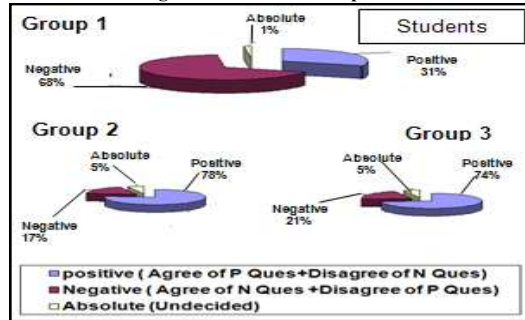 Group 1
Students
Absolute
1%
Positive
31%
Negative
68%
Group 2
Absolute
5%
Positive
78%
Negative
17%
Group 3
Absolute
5%
Positive
74%
Negative
21%
positive ( Agree of P Ques+Disagree of N Ques)
Negative ( Agree of N Ques +Disagree of P Ques)
Absolute (Undecided)